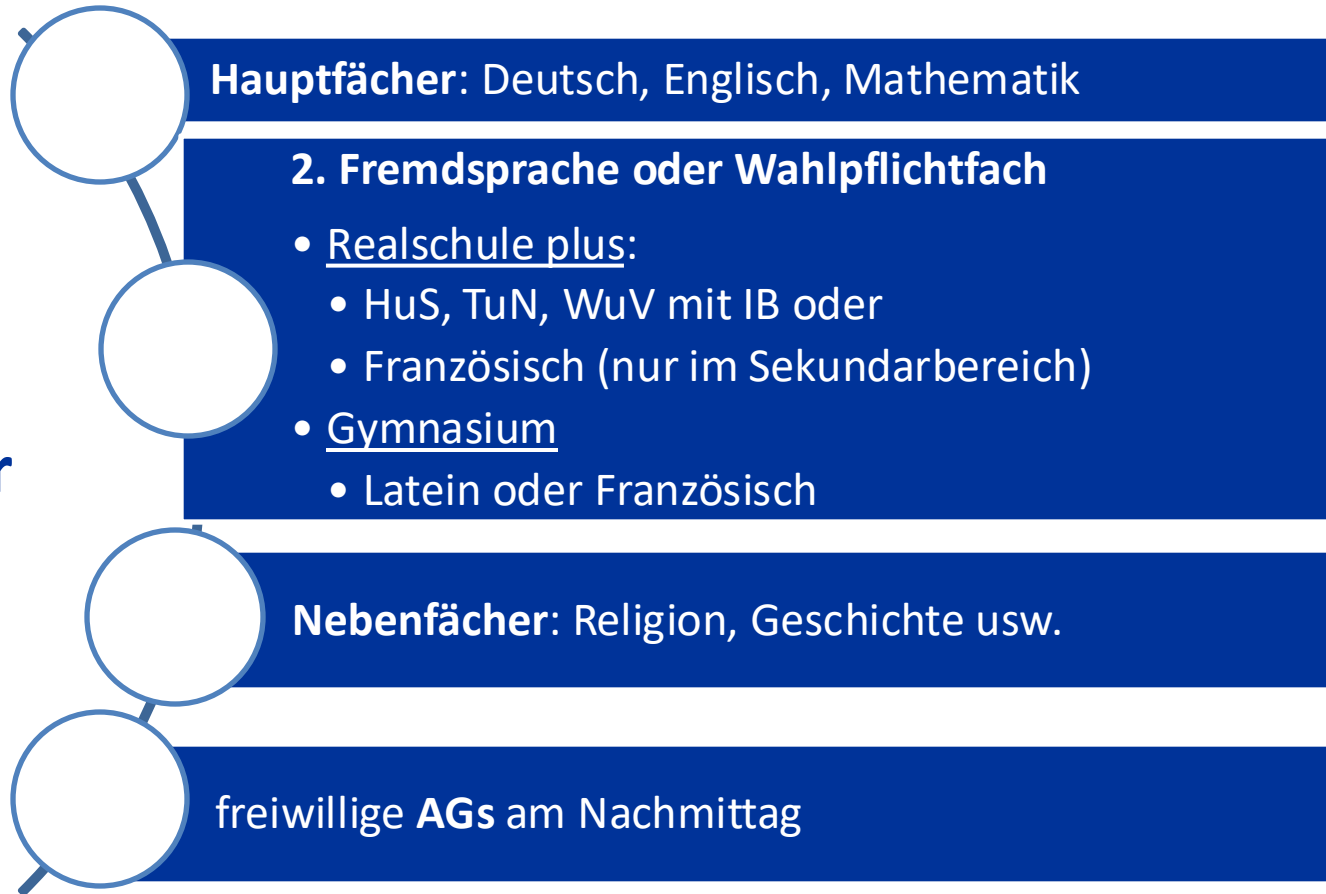 Hauptfächer: Deutsch, Englisch, Mathematik
2. Fremdsprache oder Wahlpflichtfach
• Realschule plus:
• HuS, TuN, WuV mit IB oder
• Französisch (nur im Sekundarbereich)
• Gymnasium
• Latein oder Französisch
Nebenfächer: Religion, Geschichte usw.
freiwillige AGs am Nachmittag